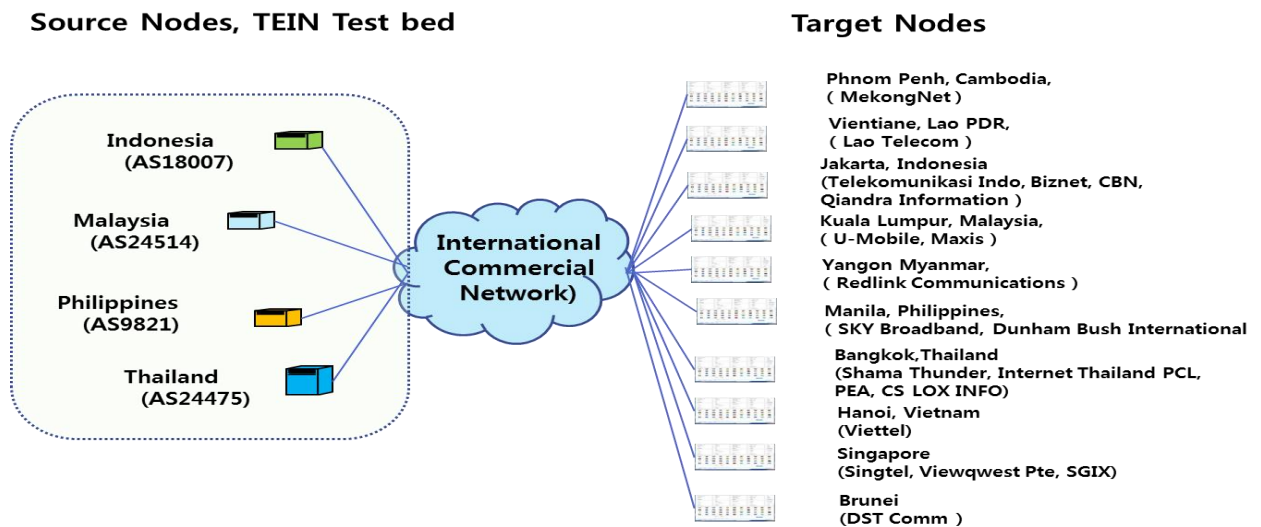 Source Nodes, TEIN Test bed
Target Nodes
Indonesia
(AS18007)
Malaysia
(AS24514)
Philippines
(AS9821)
Thailand
(AS24475)
International
Commercial
Network)
Phnom Penh, Cambodia,
( MekongNet )
Vientiane, Lao PDR,
( Lao Telecom )
Jakarta, Indonesia
(Telekomunikasi Indo, Biznet, CBN,
Qiandra Information )
Kuala Lumpur, Malaysia,
( U-Mobile, Maxis )
Yangon Myanmar,
( Redlink Communications )
Manila, Philippines,
( SKY Broadband, Dunham Bush International
Bangkok,Thailand
(Shama Thunder, Internet Thailand PCL,
PEA, CS LOX INFO)
Hanoi, Vietnam
(Viettel)
Singapore
(Singtel, Viewqwest Pte, SGIX)
Brunei
(DST Comm )